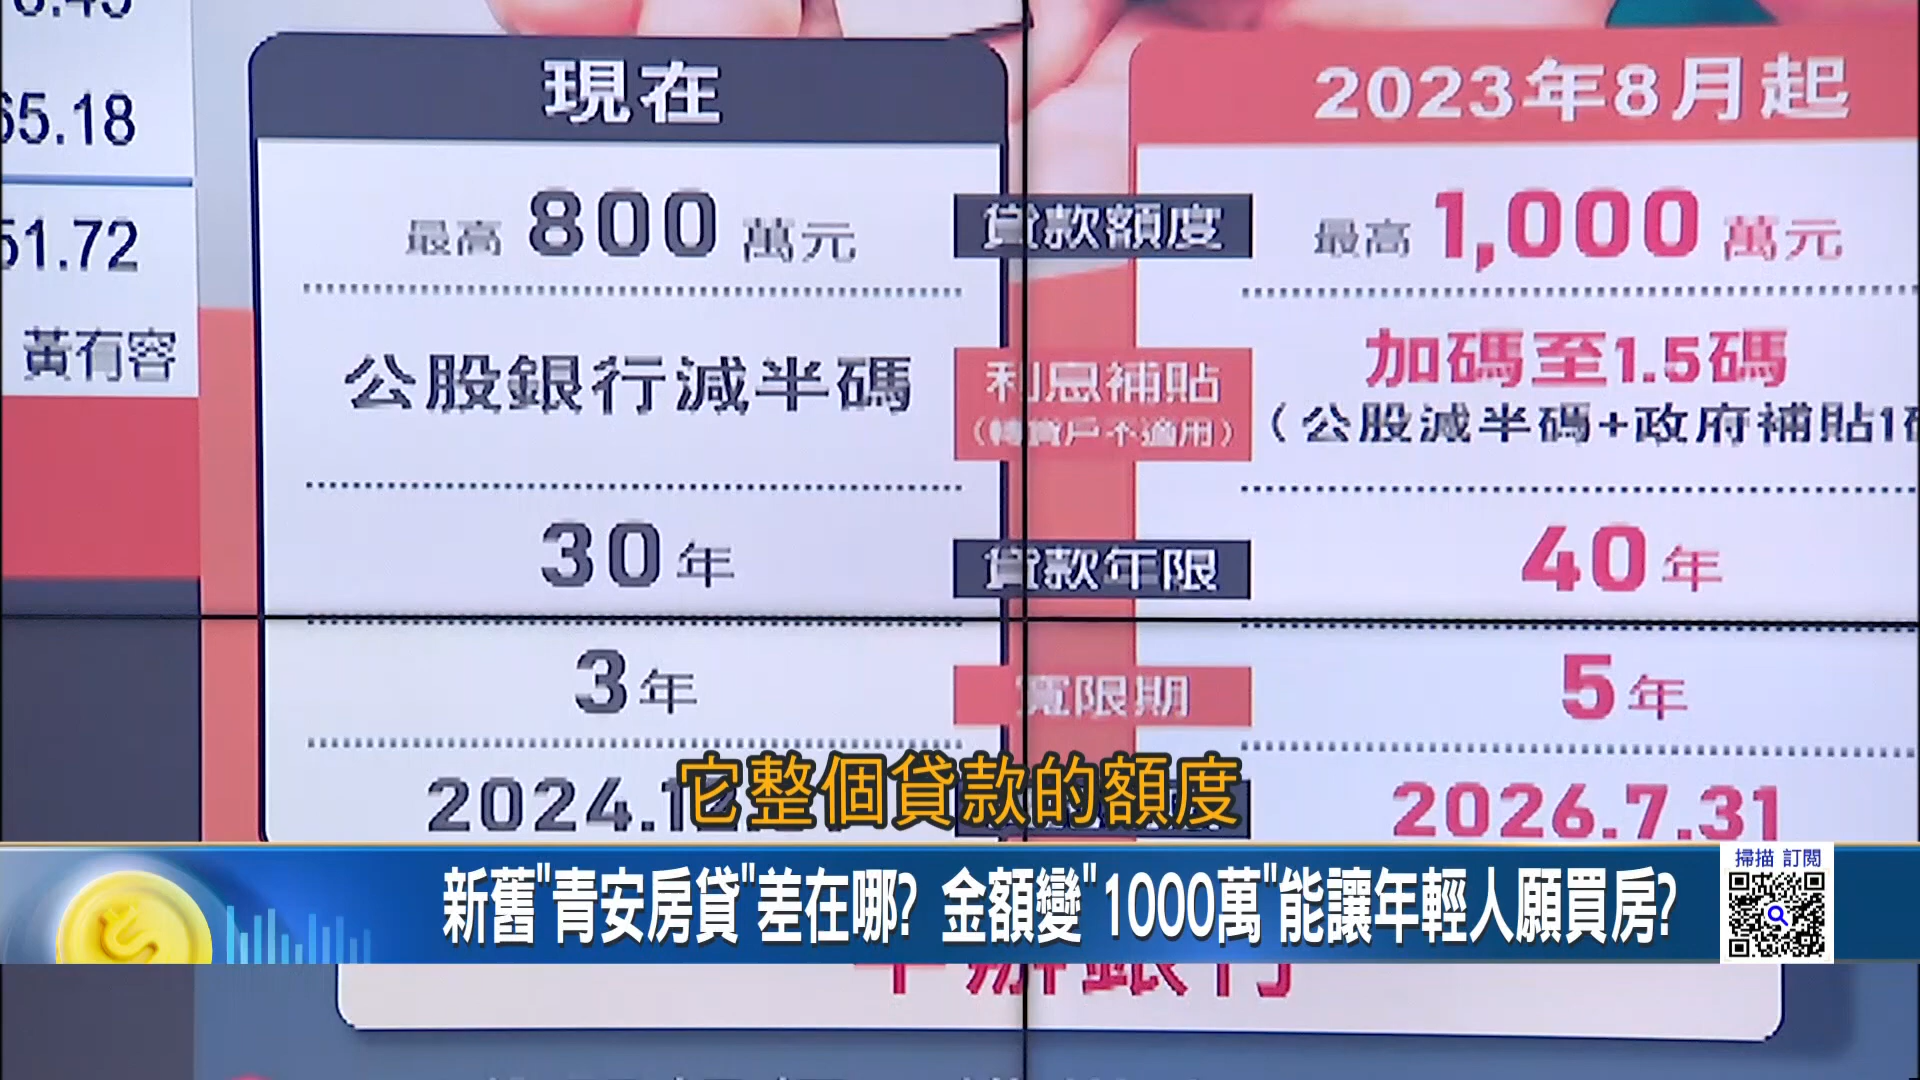 現在
2023年8月起
65.18
51.72
黃有容
最高 800 萬元
貸款額度
最高 1,000 萬元
公股銀行減半碼
利息補貼
(轉貸戶不適用)
加碼至1.5碼
(公股減半碼+政府補貼1
30年
貸款年限
40年
3年
寬限期
5年
2024.1
2026.7.31
它整個貸款的額度
新舊"青安房貸"差在哪? 金額變"1000萬"能讓年輕人願買房?
掃描 訂閱